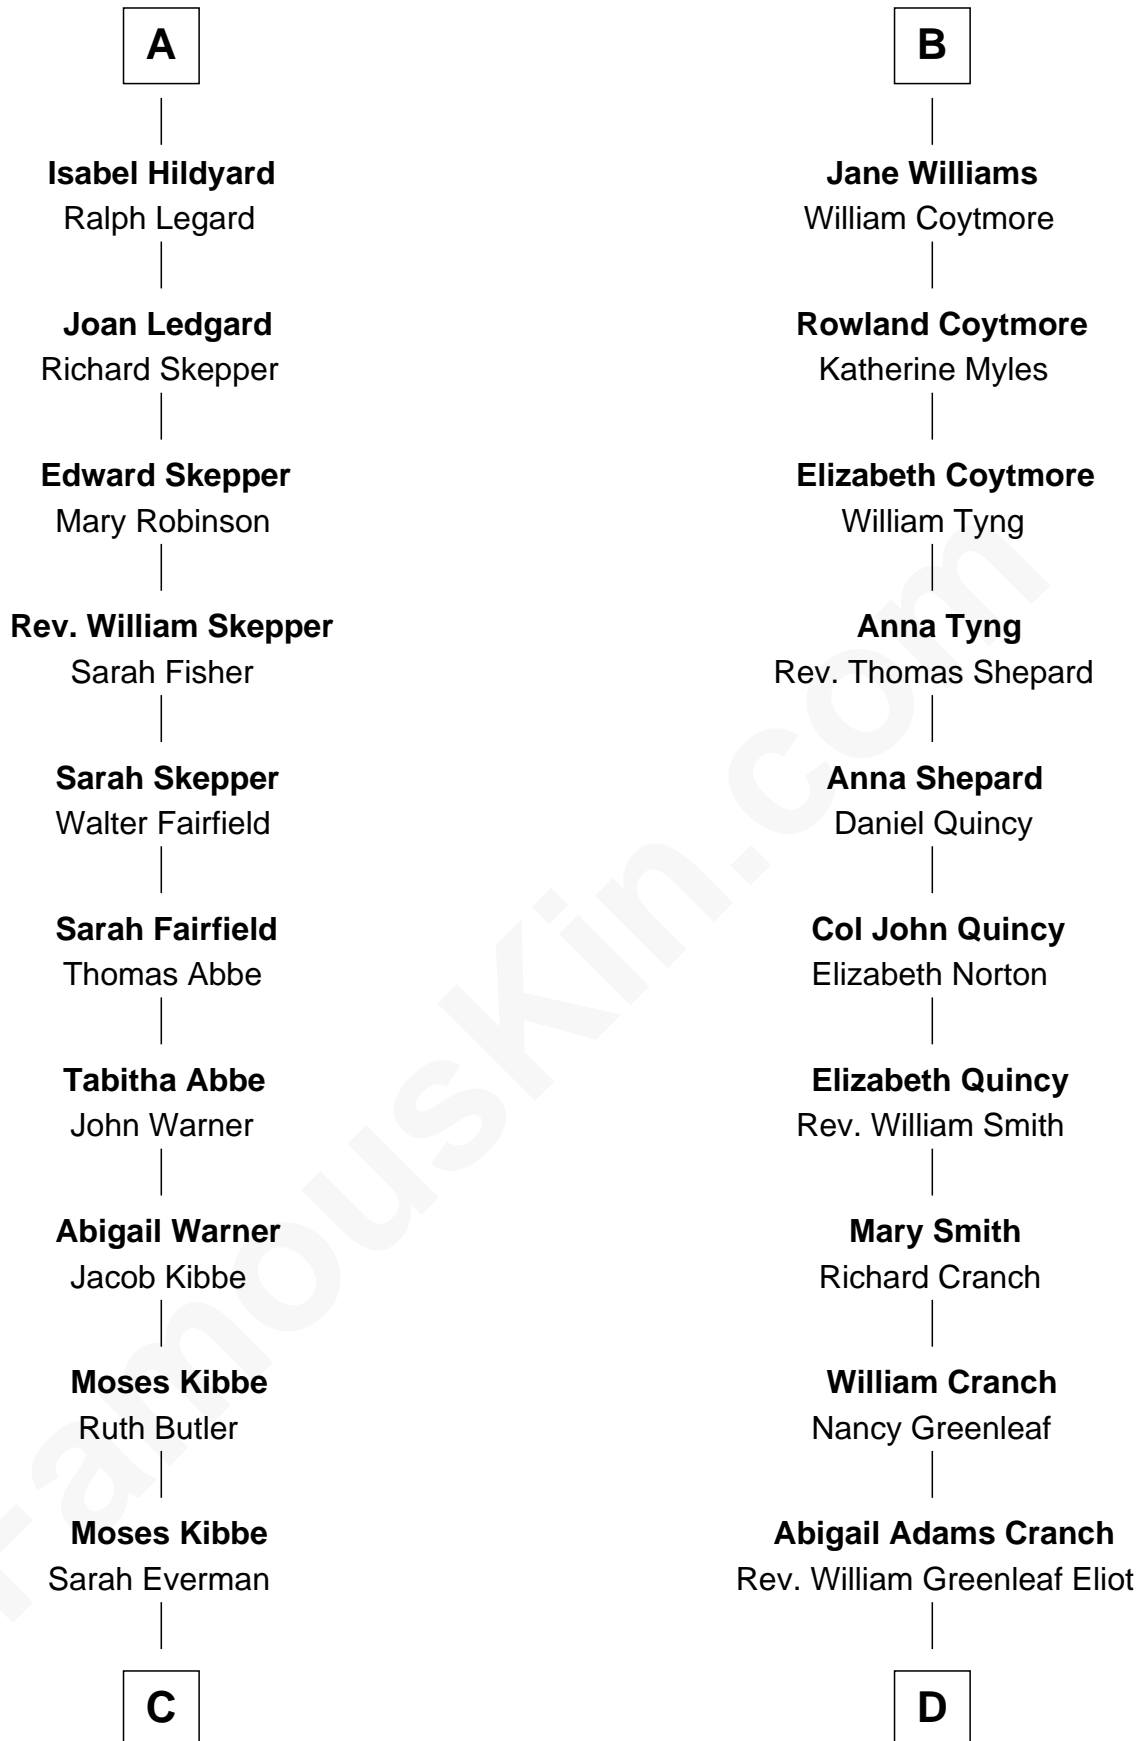 A
Isabel Hildyard
Ralph Legard
Joan Ledgard
Richard Skepper
Edward Skepper
Mary Robinson
Rev. William Skepper
Sarah Fisher
Sarah Skepper
Walter Fairfield
Sarah Fairfield
Thomas Abbe
Tabitha Abbe
John Warner
Abigail Warner
Jacob Kibbe
Moses Kibbe
Ruth Butler
Moses Kibbe
Sarah Everman
C
B
Jane Williams
William Coytmore
Rowland Coytmore
Katherine Myles
Elizabeth Coytmore
William Tyng
Anna Tyng
Rev. Thomas Shepard
Anna Shepard
Daniel Quincy
Col John Quincy
Elizabeth Norton
Elizabeth Quincy
Rev. William Smith
Mary Smith
Richard Cranch
William Cranch
Nancy Greenleaf
Abigail Adams Cranch
Rev. William Greenleaf Eliot
D
FamousKin.com